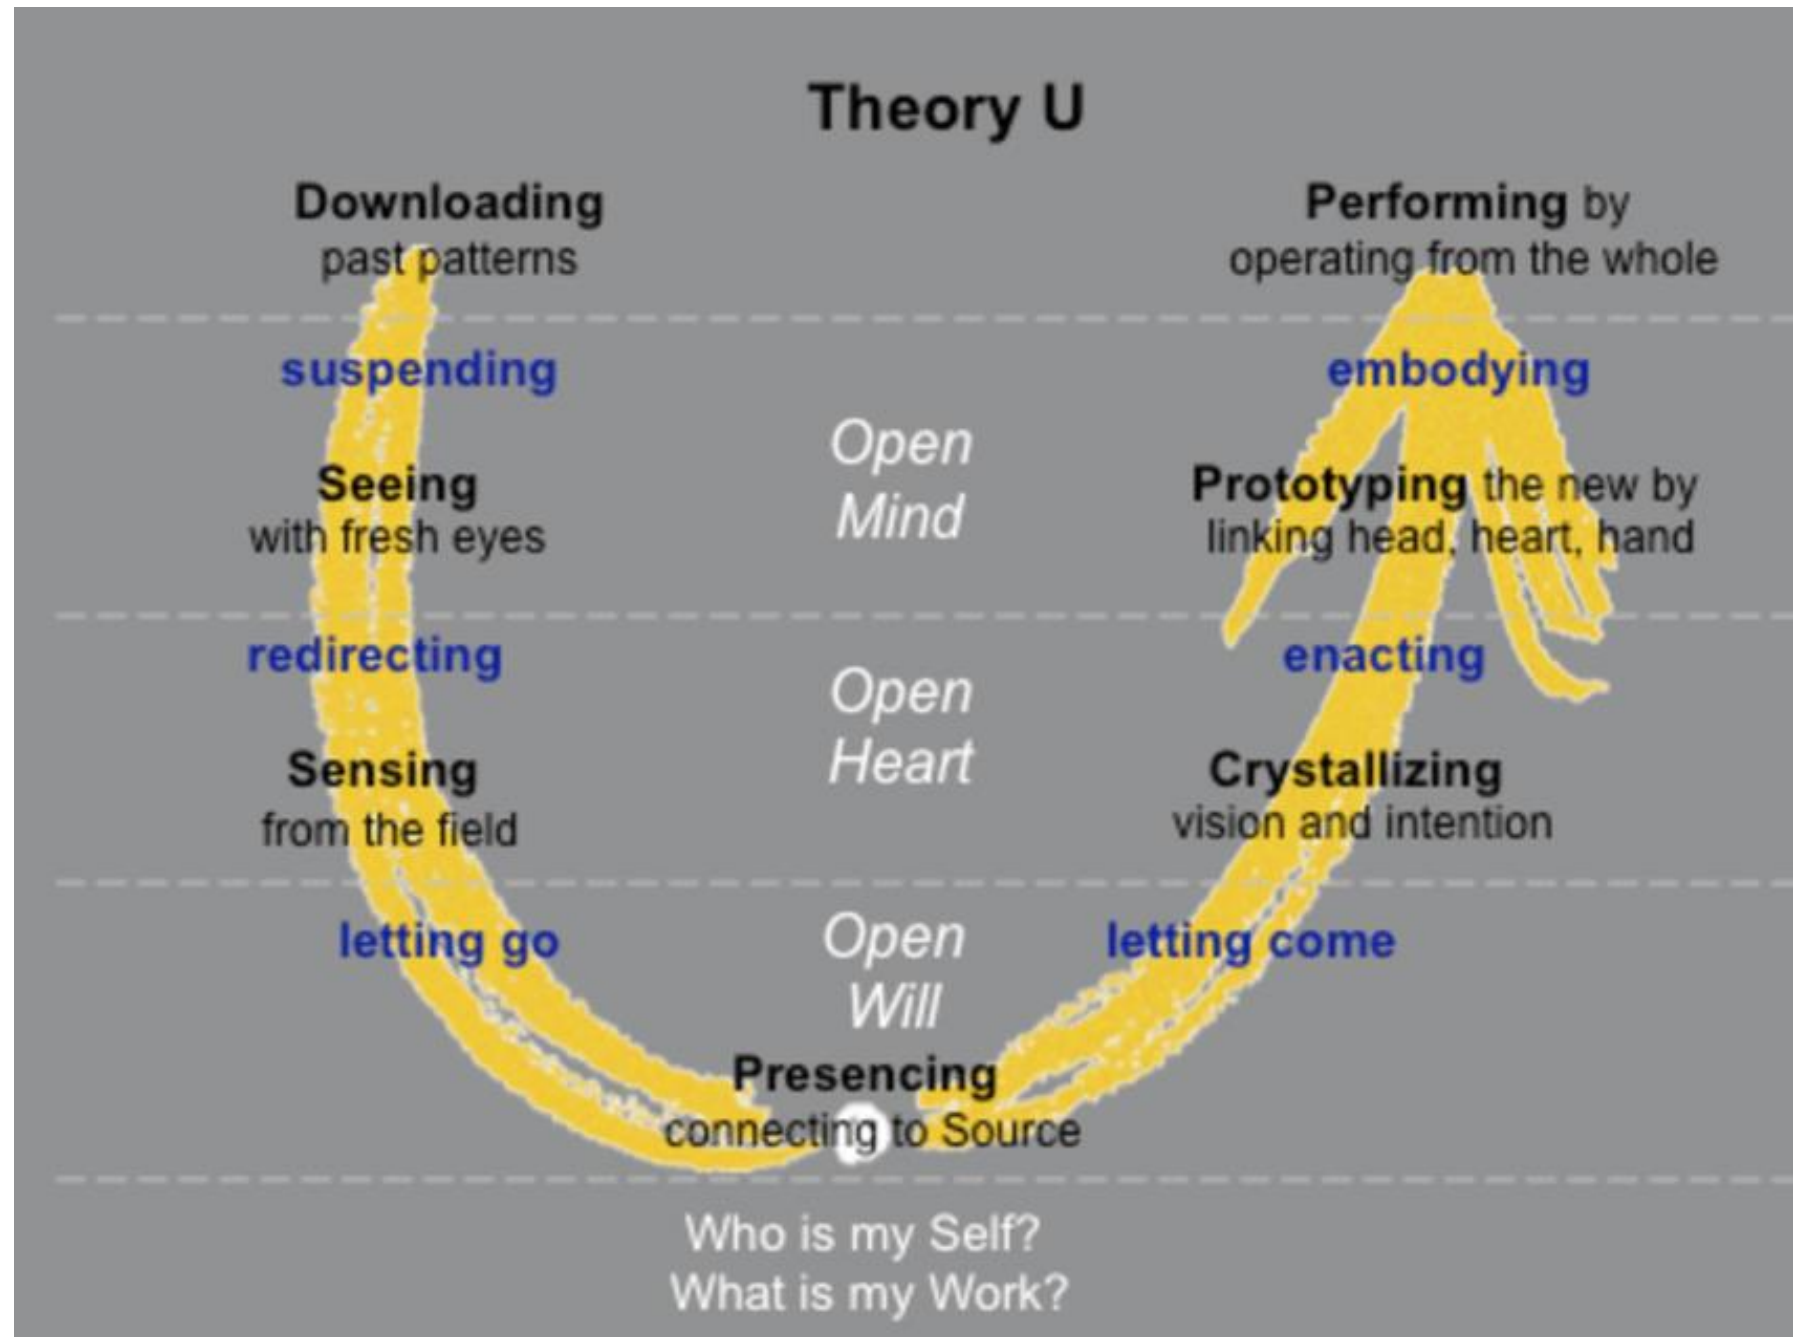 Theory U
Downloading
past patterns
Performing by
operating from the whole
suspending
embodying
Open
Mind
Seeing
with fresh eyes
Prototyping the new by
linking head, heart, hand
redirecting
enacting
Open
Heart
Sensing
from the field
Crystallizing
vision and intention
letting go
Open
Will
letting come
Presencing
connecting to Source
Who is my Self?
What is my Work?